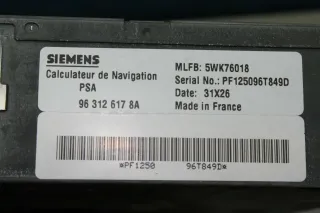 SIEMENS
MLFB: 5WK76018
Calculateur de Navigation
Serial No.: PF125096T849D
PSA
Date: 31X26
96 312 617 8A
Made in France
*PF1250 96T849D*